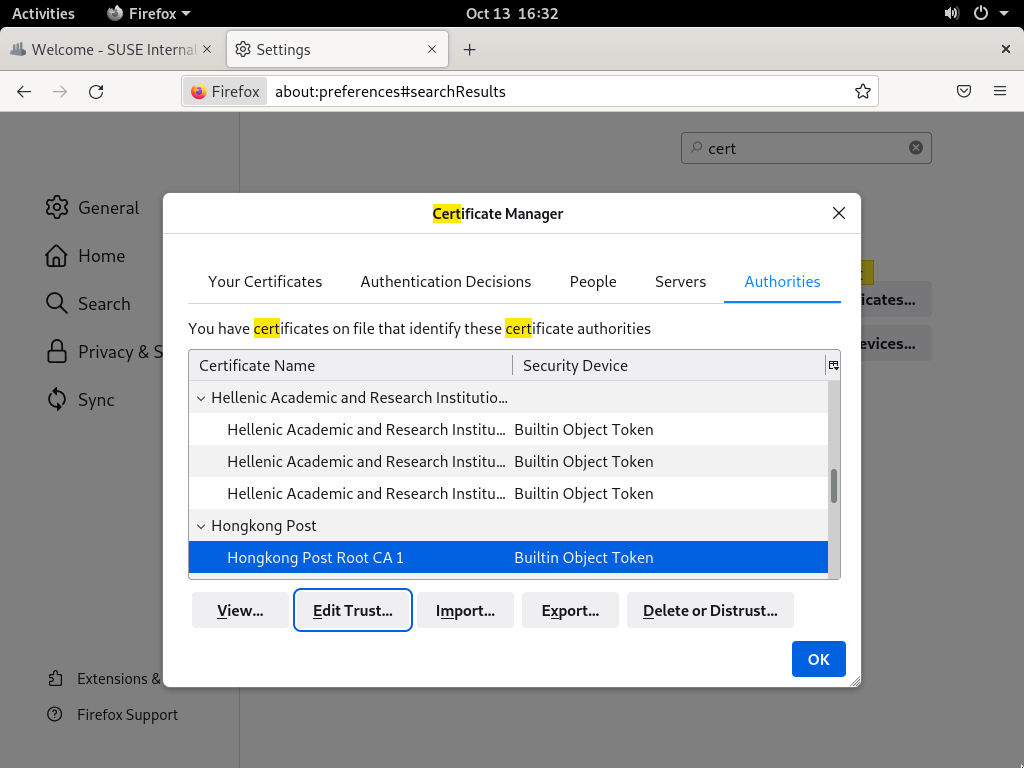 Activities Firefox Oct 13 16:32
Welcome - SUSE Internal Settings
Firefox about:preferences#searchResults
cert
General
Home
Search
Privacy & S
Sync
Extensions &
Firefox Support
icates...
evices...
Certificate Manager
Your Certificates Authentication Decisions People Servers Authorities
You have certificates on file that identify these certificate authorities
Certificate Name Security Device
Hellenic Academic and Research Institutio...
Hellenic Academic and Research Institu... Builtin Object Token
Hellenic Academic and Research Institu... Builtin Object Token
Hellenic Academic and Research Institu... Builtin Object Token
Hongkong Post
Hongkong Post Root CA 1 Builtin Object Token
View... Edit Trust... Import... Export... Delete or Distrust...
OK